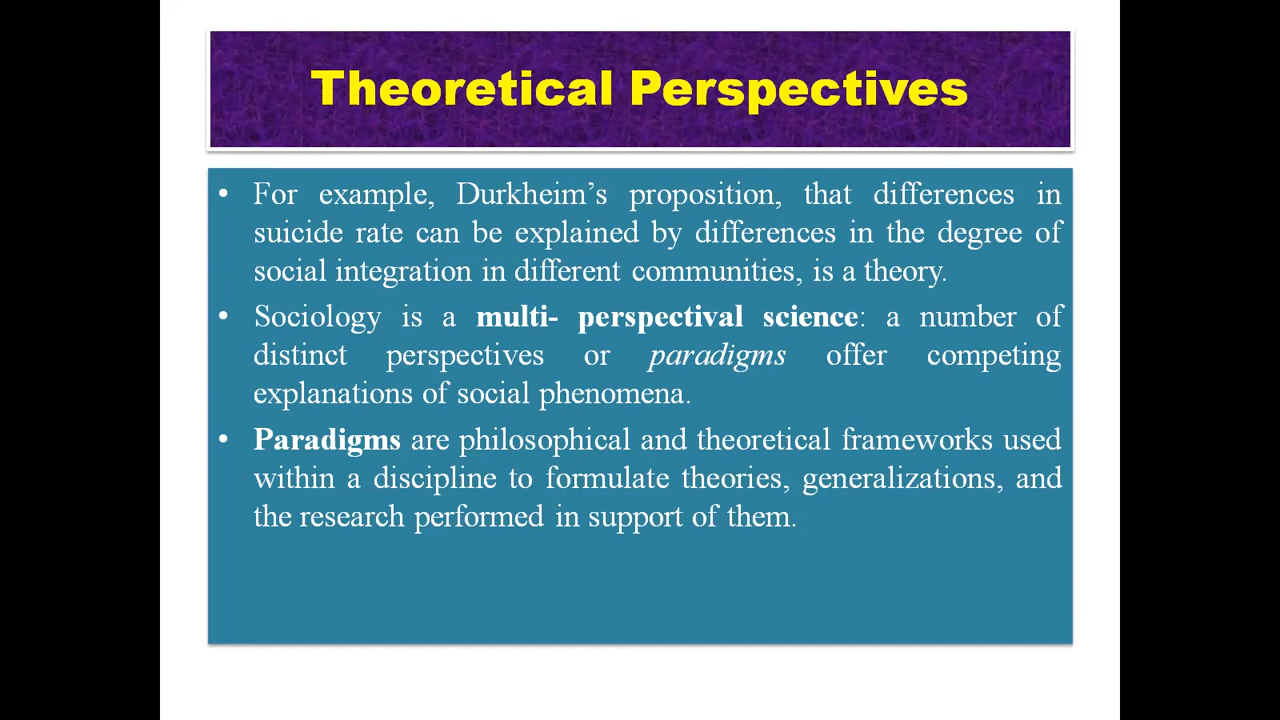 Theoretical Perspectives
• For example, Durkheim’s proposition, that differences in
suicide rate can be explained by differences in the degree of
social integration in different communities, is a theory.
• Sociology is a multi- perspectival science: a number of
distinct perspectives or paradigms offer competing
explanations of social phenomena.
• Paradigms are philosophical and theoretical frameworks used
within a discipline to formulate theories, generalizations, and
the research performed in support of them.